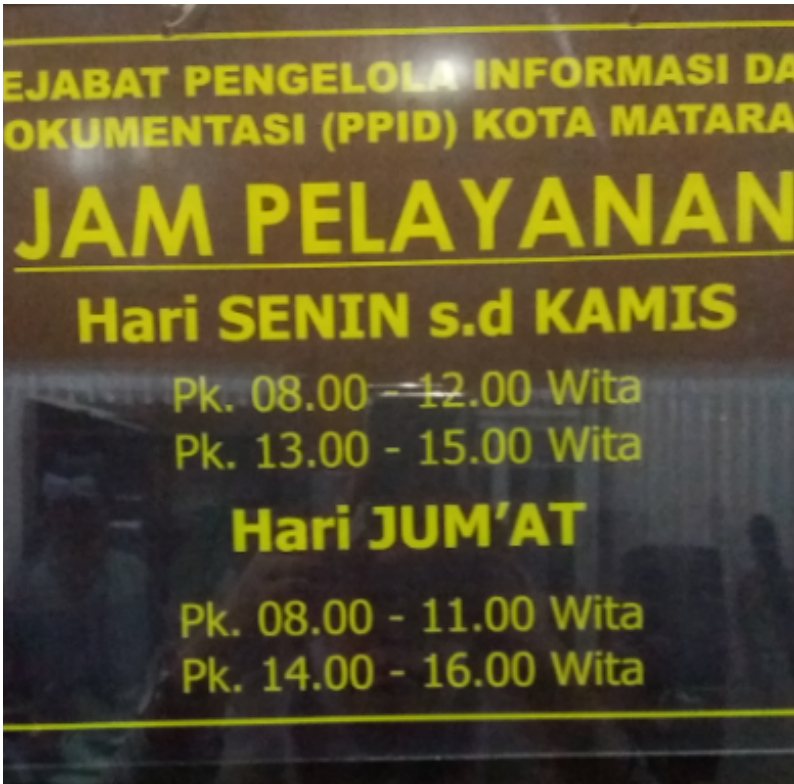 EJABAT PENGELOLA INFORMASI DA
OKUMENTASI (PPID) KOTA MATARA
JAM PELAYANAN
Hari SENIN s.d KAMIS
Pk. 08.00 - 12.00 Wita
Pk. 13.00 - 15.00 Wita
Hari JUM'AT
Pk. 08.00 - 11.00 Wita
Pk. 14.00 - 16.00 Wita